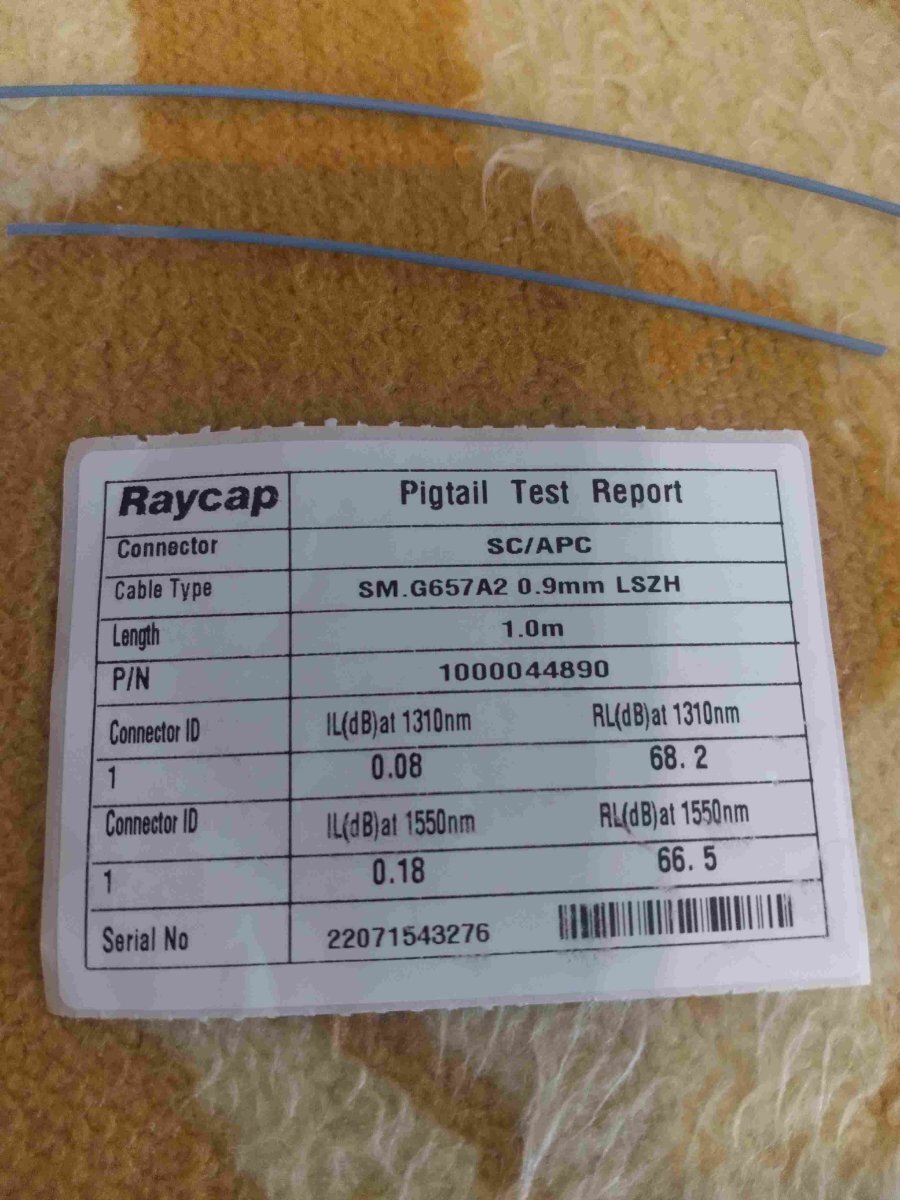 Raycap Pigtail Test Report
Connector SC/APC
Cable Type SM.G657A2 0.9mm LSZH
Length 1.0m
P/N 1000044890
Connector ID IL(dB)at 1310nm RL(dB)at 1310nm
1 0.08 68.2
Connector ID IL(dB)at 1550nm RL(dB)at 1550nm
1 0.18 66.5
Serial No 22071543276